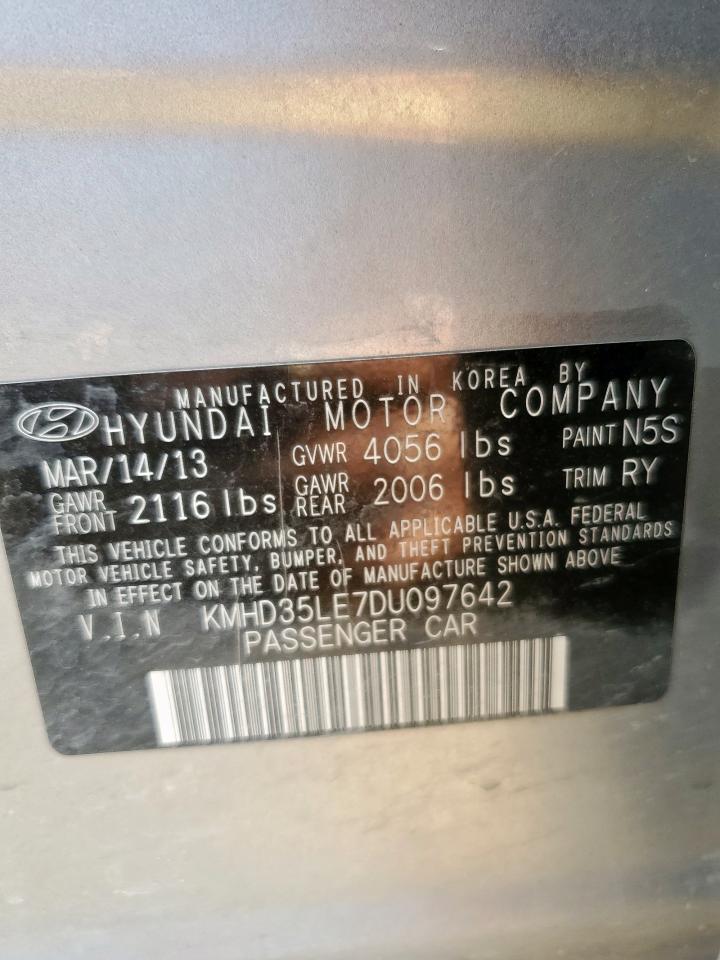 MANUFACTURED IN KOREA BY
HYUNDAI MOTOR COMPANY
MAR/14/13 GVWR 4056 lbs PAINT N5S
GAWR FRONT 2116 lbs GAWR REAR 2006 lbs TRIM RY
THIS VEHICLE CONFORMS TO ALL APPLICABLE U.S.A. FEDERAL
MOTOR VEHICLE SAFETY, BUMPER, AND THEFT PREVENTION STANDARDS
IN EFFECT ON THE DATE OF MANUFACTURE SHOWN ABOVE
V.I.N KMHD35LE7DU097642
PASSENGER CAR